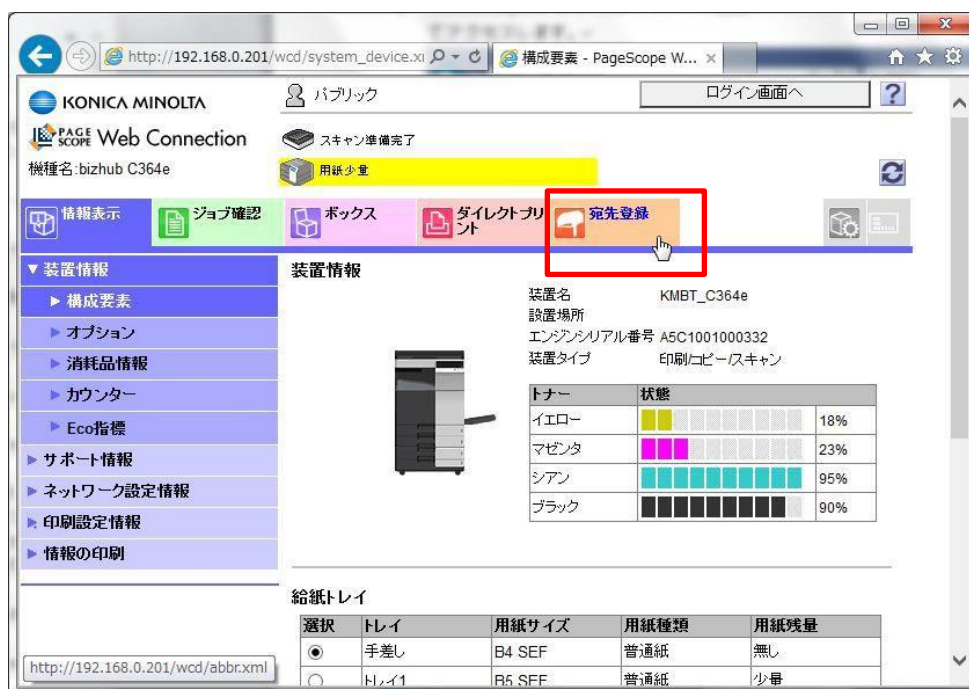 http://192.168.0.201/wcd/system_device.x
構成要素 - PageScope W...
KONICA MINOLTA
パブリック
ログイン画面へ
?
PAGE SCOPE Web Connection
スキャン準備完了
機種名:bizhub C364e
用紙少量
情報表示
ジョブ確認
ボックス
ダイレクトプリント
宛先登録
▼装置情報
▶構成要素
▶オプション
▶消耗品情報
▶カウンター
▶Eco指標
▶サポート情報
▶ネットワーク設定情報
▶印刷設定情報
▶情報の印刷
装置情報
装置名 KMBT_C364e
設置場所
エンジンシリアル番号 A5C1001000332
装置タイプ 印刷/コピー/スキャン
トナー 状態
イエロー 18%
マゼンタ 23%
シアン 95%
ブラック 90%
給紙トレイ
選択 トレイ 用紙サイズ 用紙種類 用紙残量
手差し B4 SEF 普通紙 無し
トレイ1 B5 SEF 普通紙 少量
http://192.168.0.201/wcd/abbr.xml